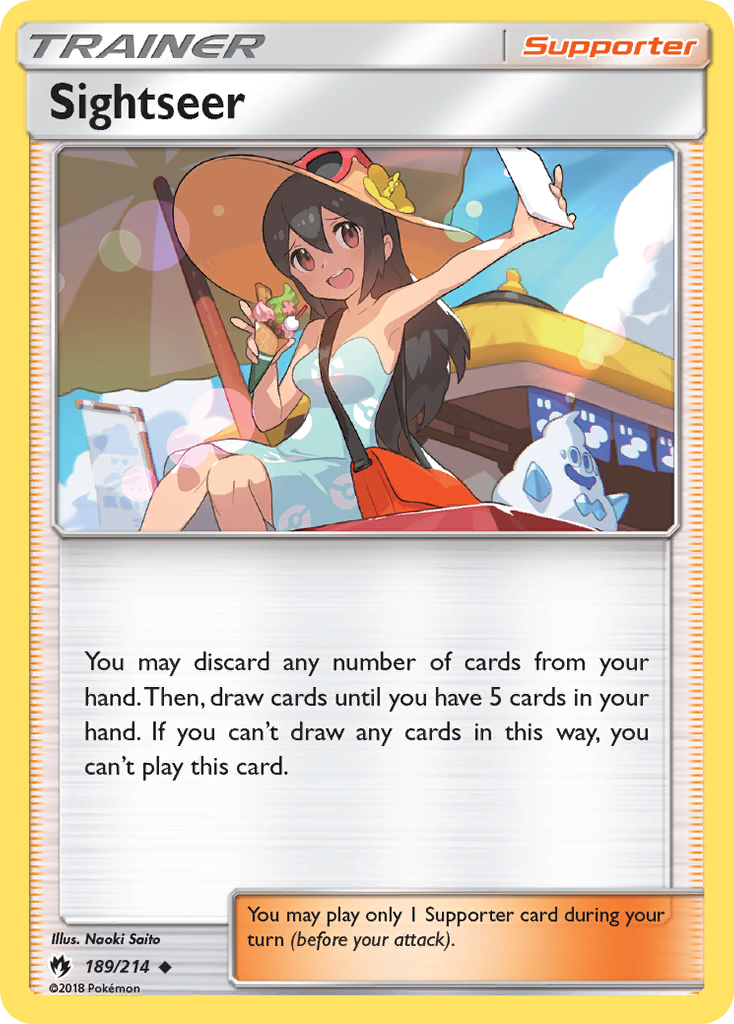 TRAINER
Supporter
Sightseer
You may discard any number of cards from your
hand. Then, draw cards until you have 5 cards in your
hand. If you can't draw any cards in this way, you
can't play this card.
You may play only 1 Supporter card during your
turn (before your attack).
Illus. Naoki Saito
189/214
©2018 Pokémon